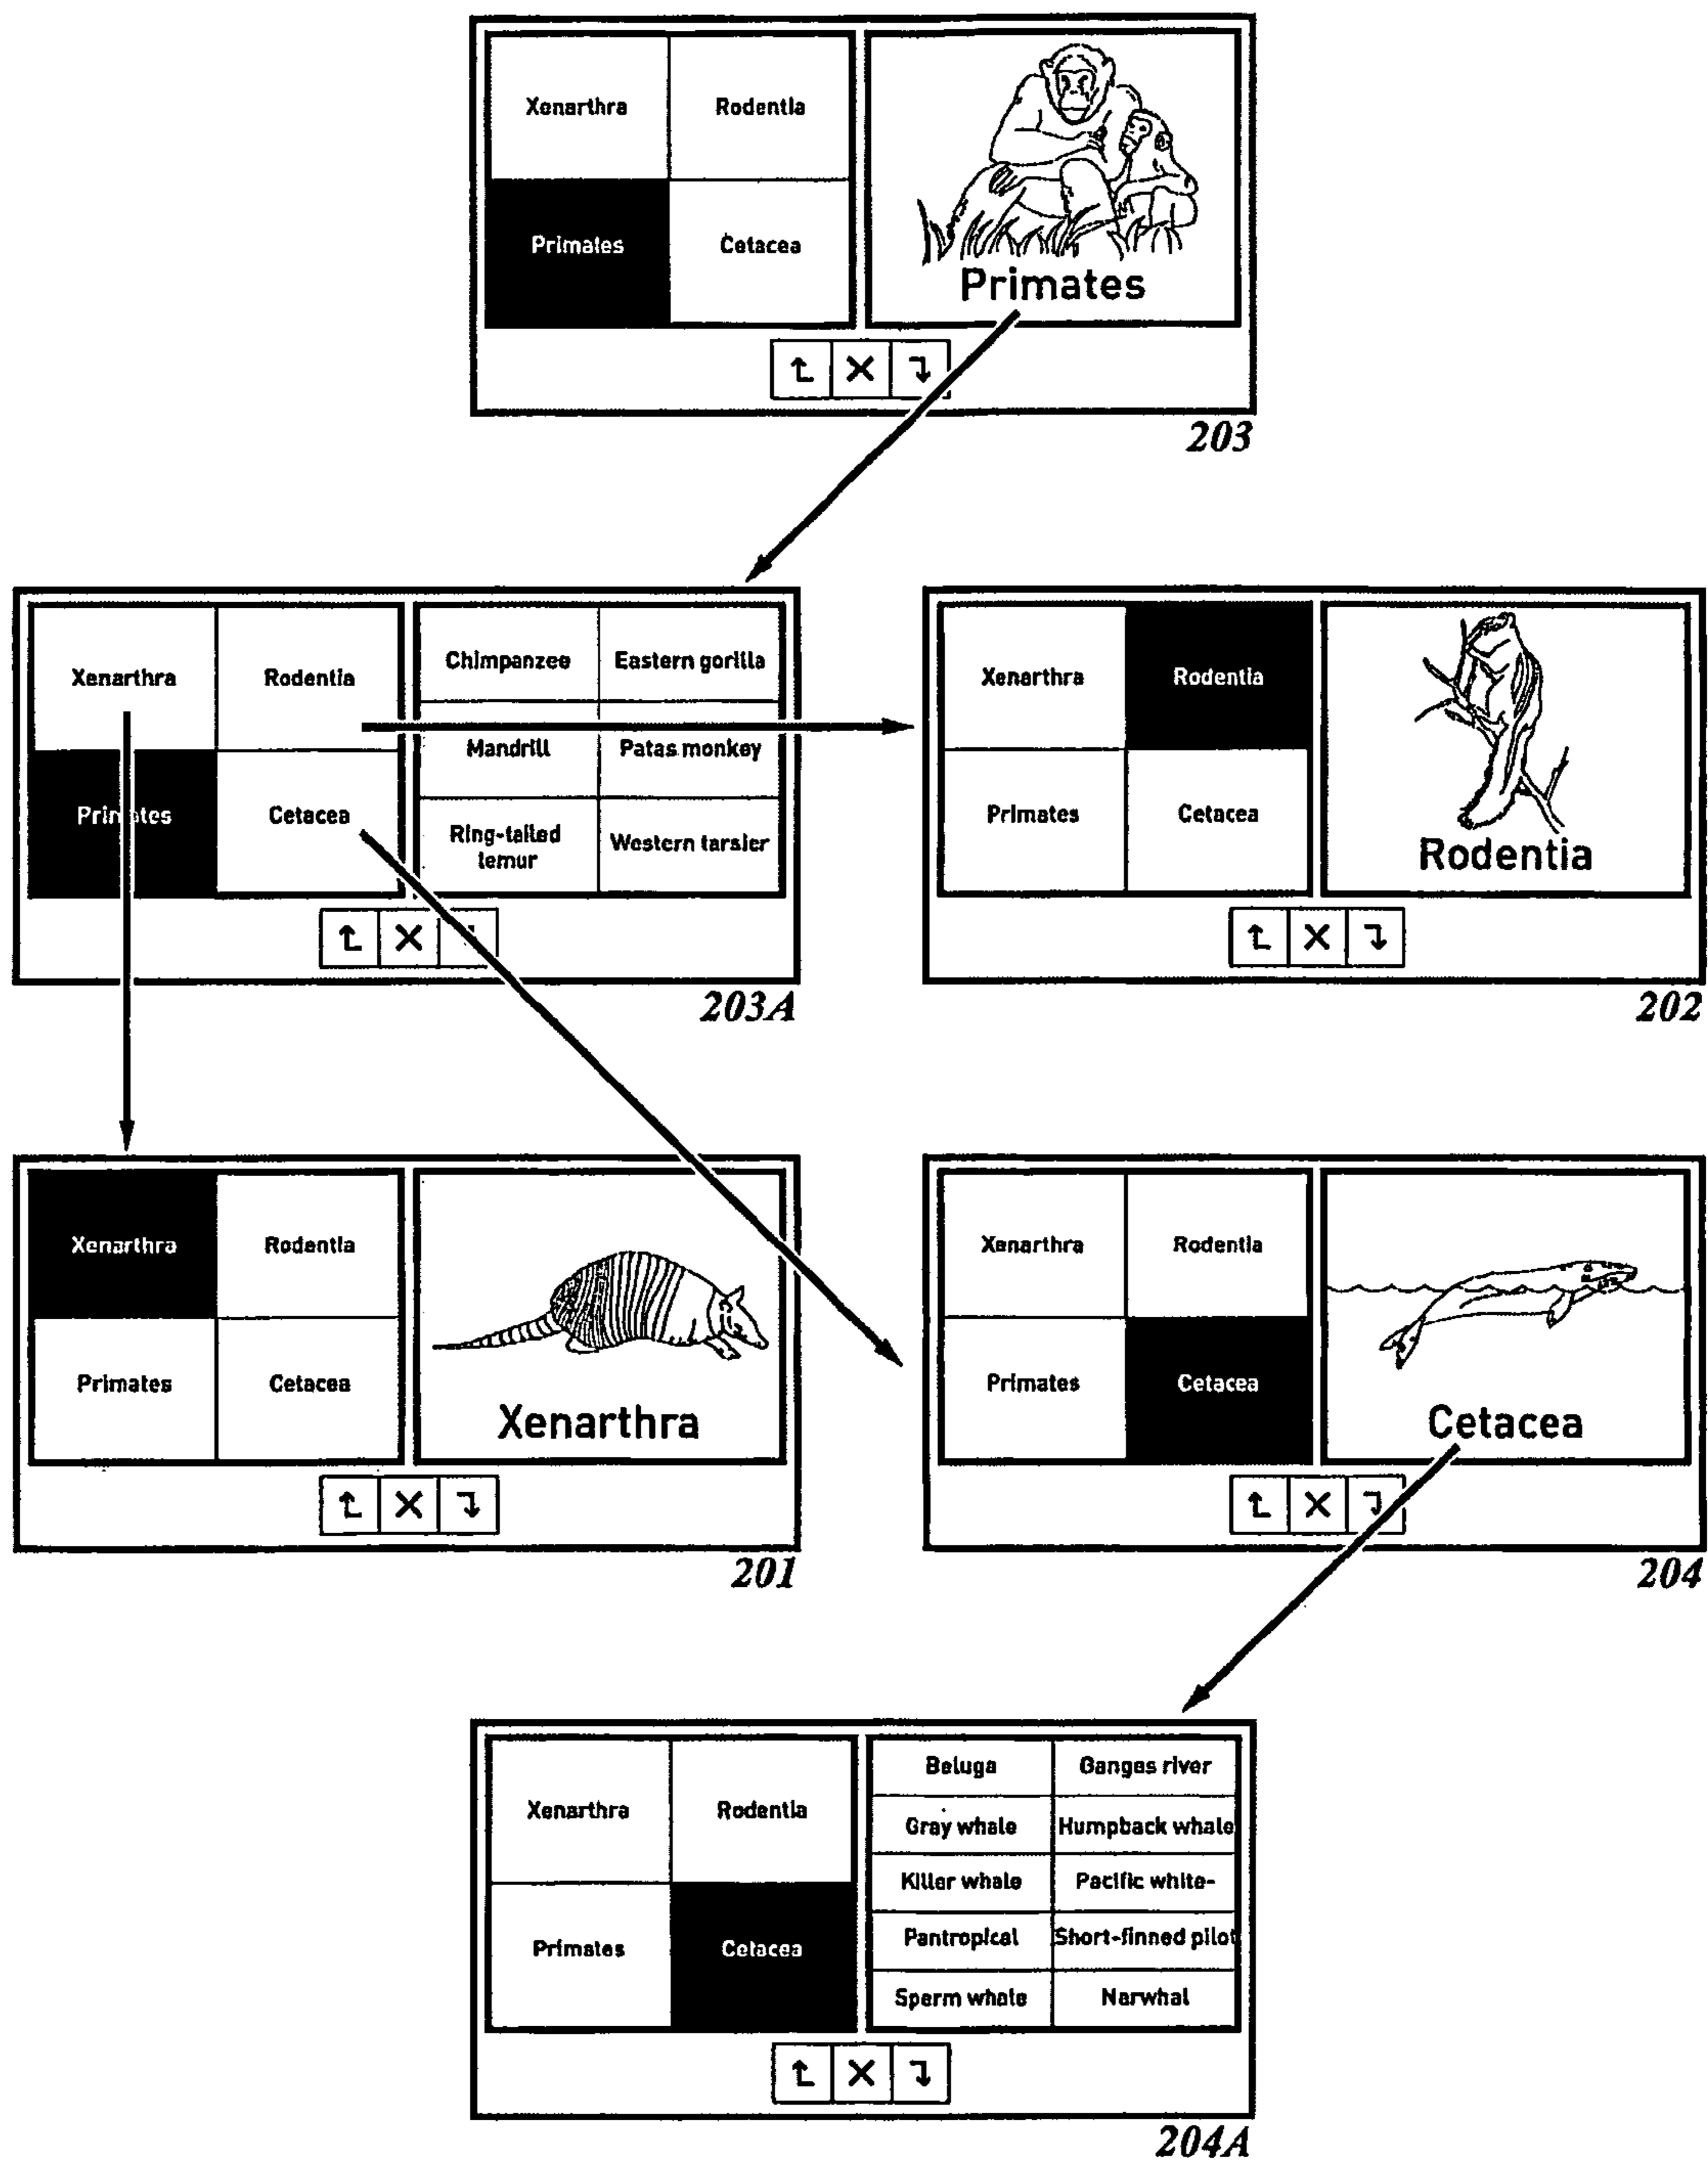 Xenarthra Rodentia
Primates Cetacea
Primates
203
Xenarthra Rodentia
Primates Cetacea
Chimpanzee Eastern gorilla
Mandrill Patas monkey
Ring-tailed
lemur
Western tarsier
203A
Xenarthra Rodentia
Primates Cetacea
Rodentia
202
Xenarthra Rodentia
Primates Cetacea
Xenarthra
201
Xenarthra Rodentia
Primates Cetacea
Cetacea
204
Xenarthra Rodentia
Primates Cetacea
Beluga Ganges river
Gray whale Humpback whale
Killer whale Pacific white-
Pantropical Short-finned pilot
Sperm whale Narwhal
204A